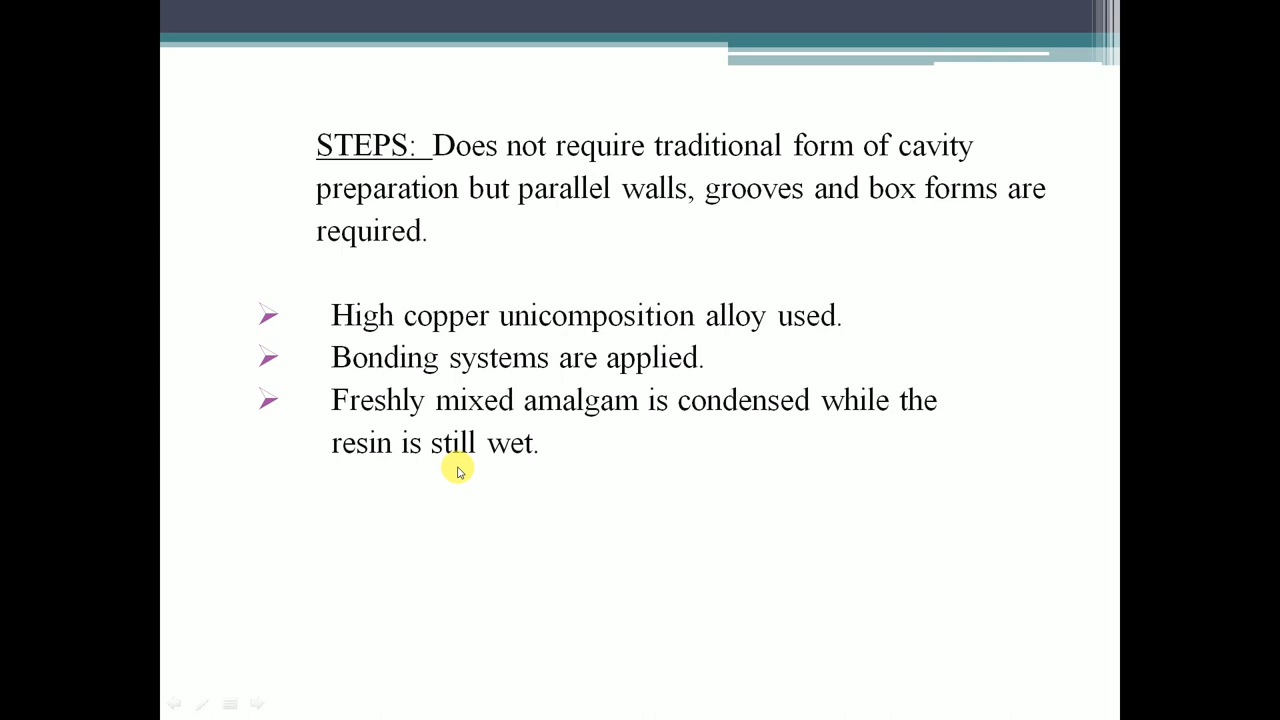 STEPS: Does not require traditional form of cavity
preparation but parallel walls, grooves and box forms are
required.
High copper unicomposition alloy used.
Bonding systems are applied.
Freshly mixed amalgam is condensed while the
resin is still wet.